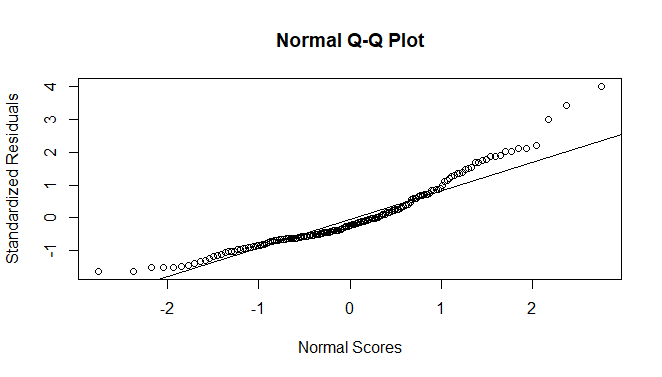 Normal Q-Q Plot
Standardized Residuals
4
3
2
1
0
-1
-2 -1 0 1 2
Normal Scores